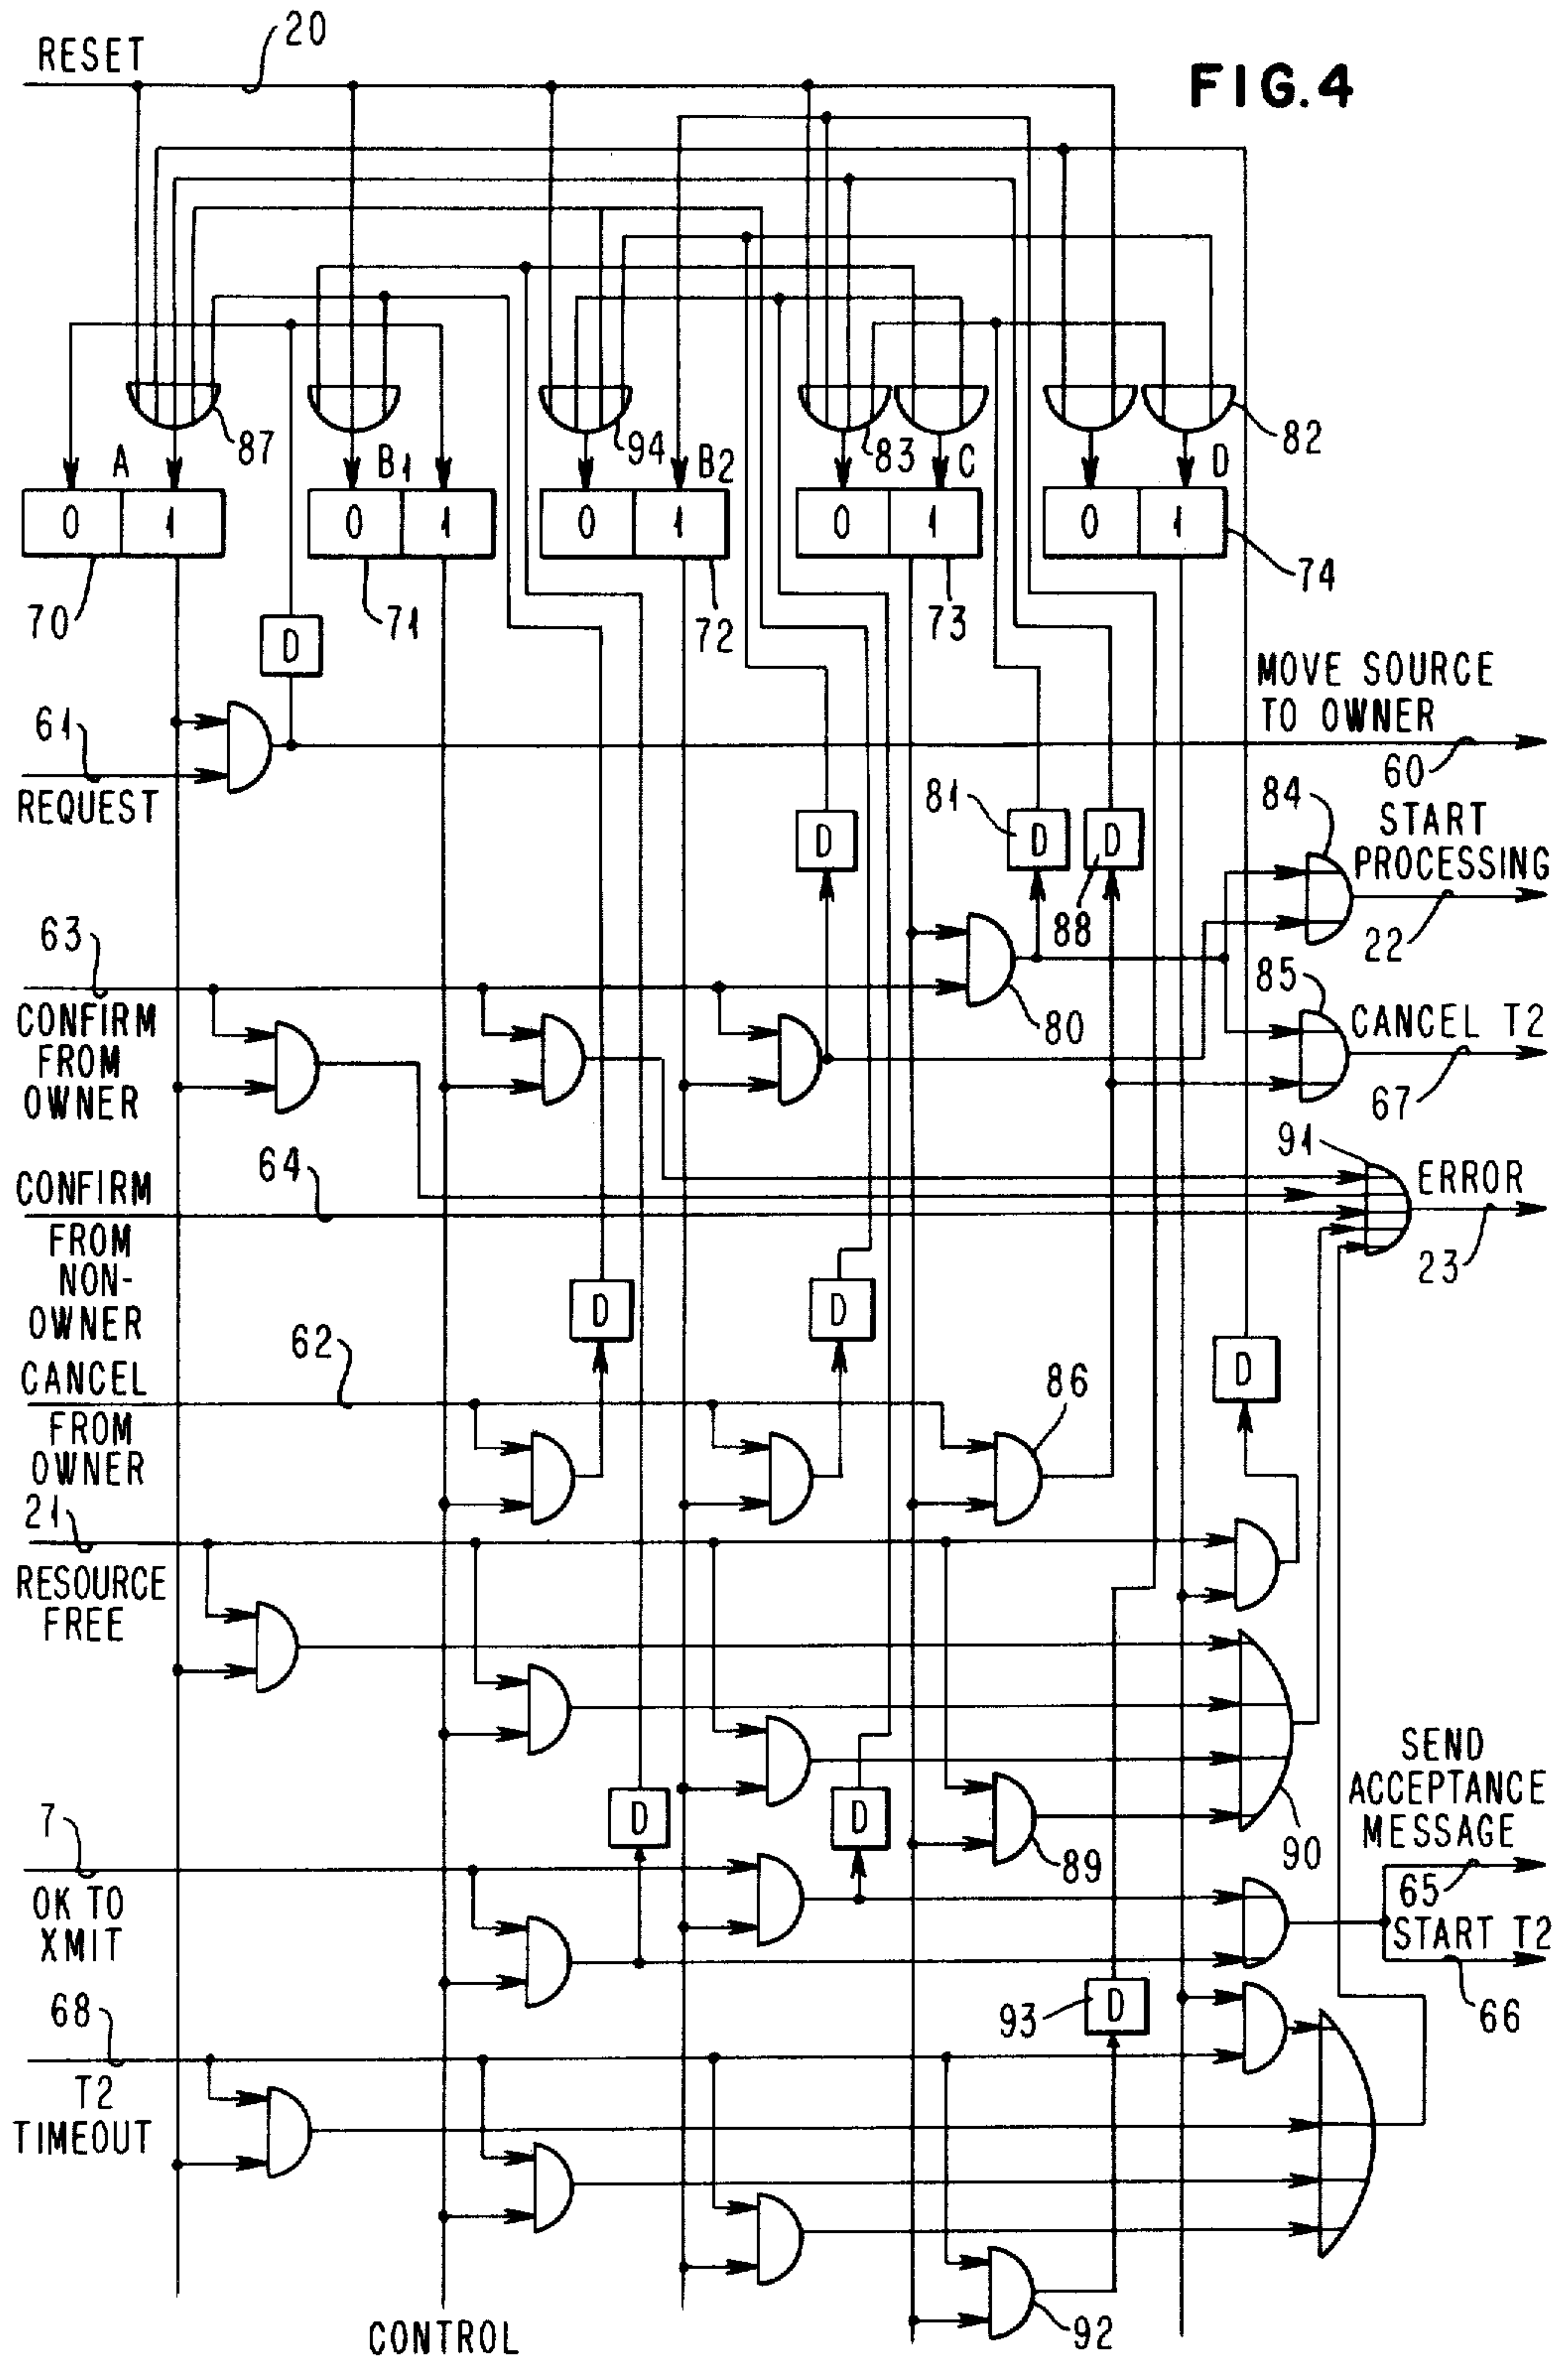 RESET
20
FIG.4
87
94
83
82
A
B1
B2
C
D
0 1
0 1
0 1
0 1
0 1
70
71
72
73
74
D
MOVE SOURCE
TO OWNER
60
61
REQUEST
81
84
START
PROCESSING
D
D
D
88
22
63
CONFIRM
FROM
OWNER
80
85
CANCEL T2
67
91
64
CONFIRM
FROM
NON-
OWNER
ERROR
23
D
D
D
62
CANCEL
FROM
OWNER
86
21
RESOURCE
FREE
SEND
ACCEPTANCE
MESSAGE
D
D
89
90
7
OK TO
XMIT
65
START T2
66
93
D
68
T2
TIMEOUT
92
CONTROL